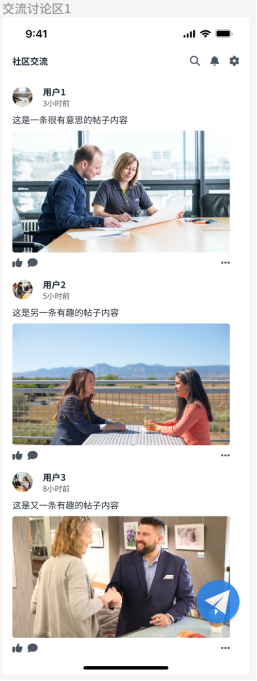 交流讨论区1
9:41
社区交流
用户1
3小时前
这是一条很有意思的帖子内容
用户2
5小时前
这是另一条有趣的帖子内容
用户3
8小时前
这是又一条有趣的帖子内容